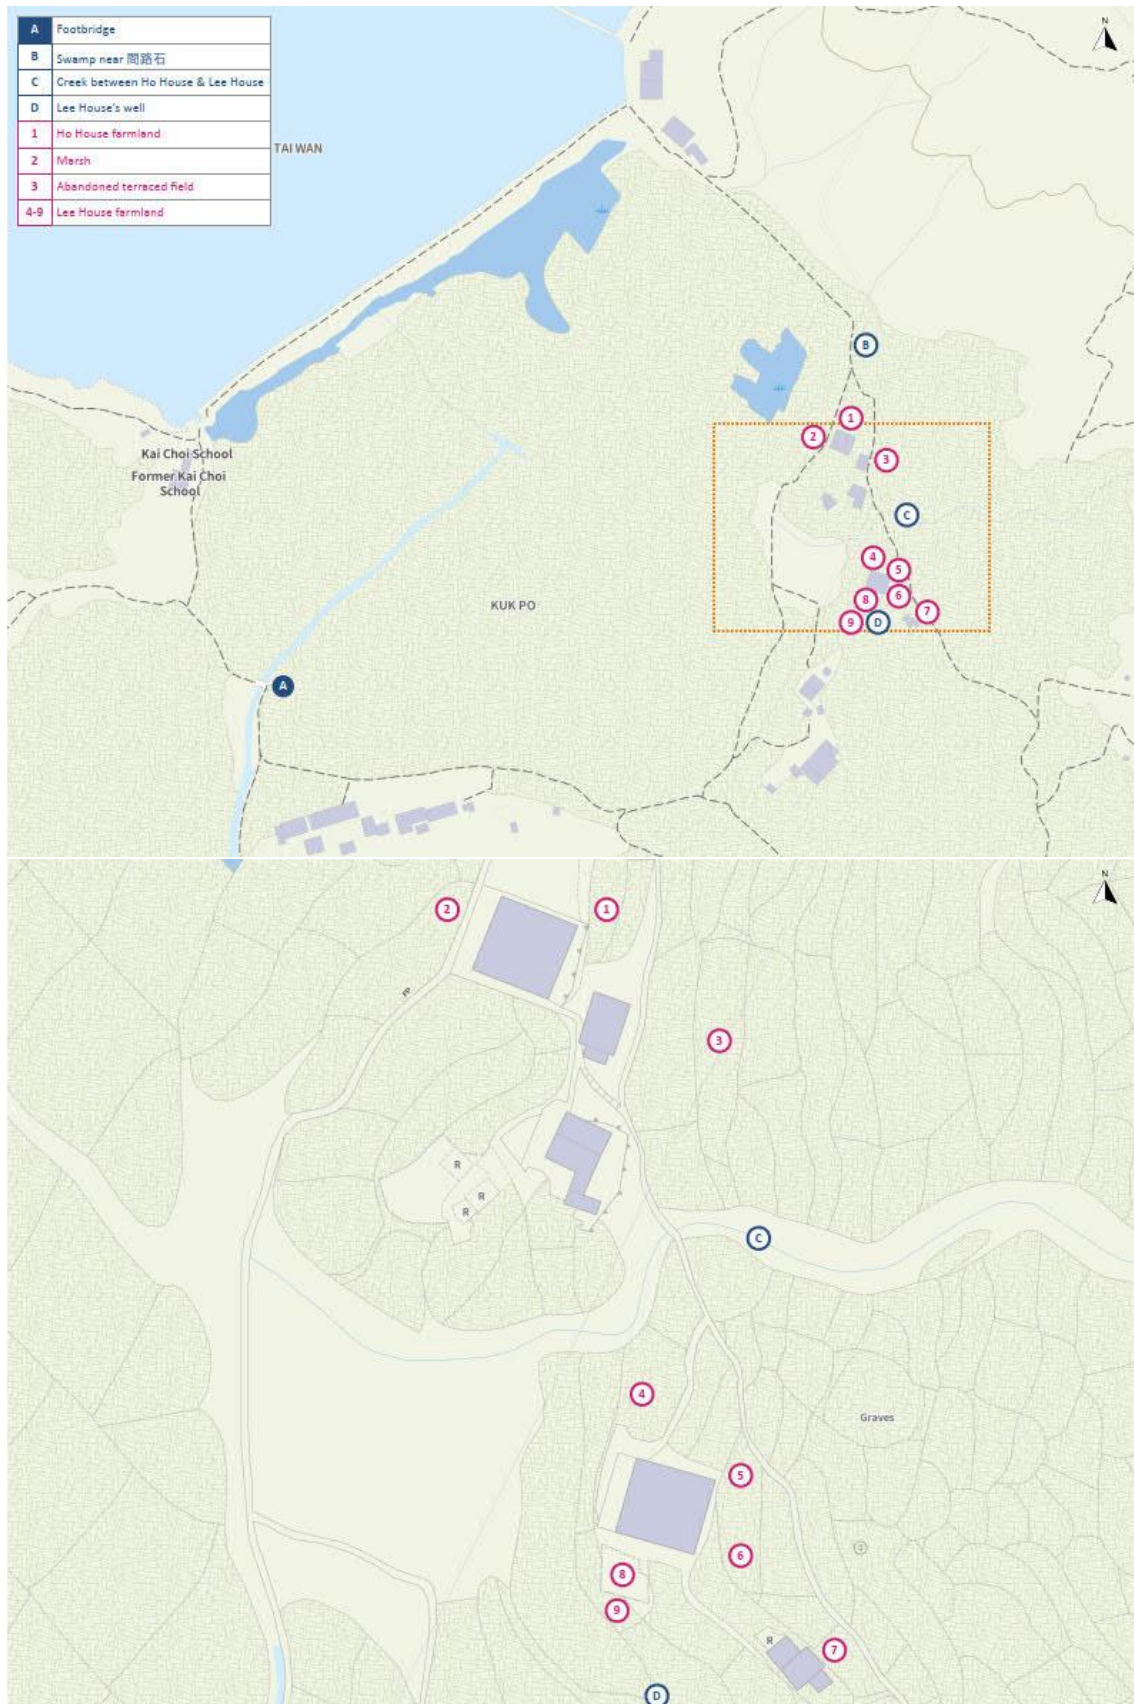 A Footbridge
B Swamp near 問路石
C Creek between Ho House & Lee House
D Lee House's well
1 Ho House farmland
2 Marsh
3 Abandoned terraced field
4-9 Lee House farmland
N
TAI WAN
B
1
2
3
Kai Choi School
Former Kai Choi
School
C
4
5
KUK PO
6
8
7
9
D
A
N
2
1
FP
3
R
R
R
C
4
Graves
5
6
8
9
R
7
D